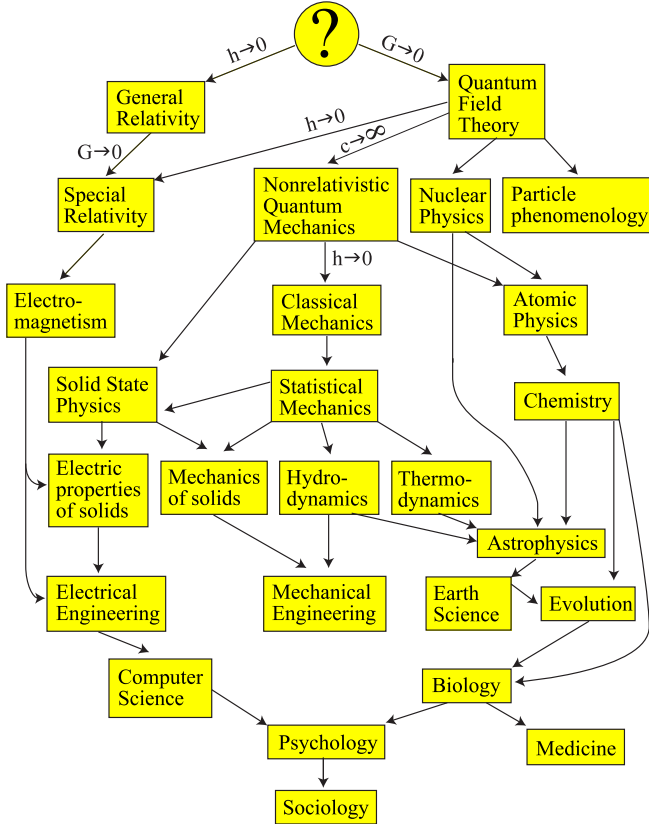 ?
h→0
G→0
General
Relativity
Quantum
Field
Theory
h→0
c→∞
G→0
Special
Relativity
Nonrelativistic
Quantum
Mechanics
Nuclear
Physics
Particle
phenomenology
h→0
Electro-
magnetism
Classical
Mechanics
Atomic
Physics
Solid State
Physics
Statistical
Mechanics
Chemistry
Electric
properties
of solids
Mechanics
of solids
Hydro-
dynamics
Thermo-
dynamics
Astrophysics
Electrical
Engineering
Mechanical
Engineering
Earth
Science
Evolution
Computer
Science
Biology
Psychology
Medicine
Sociology